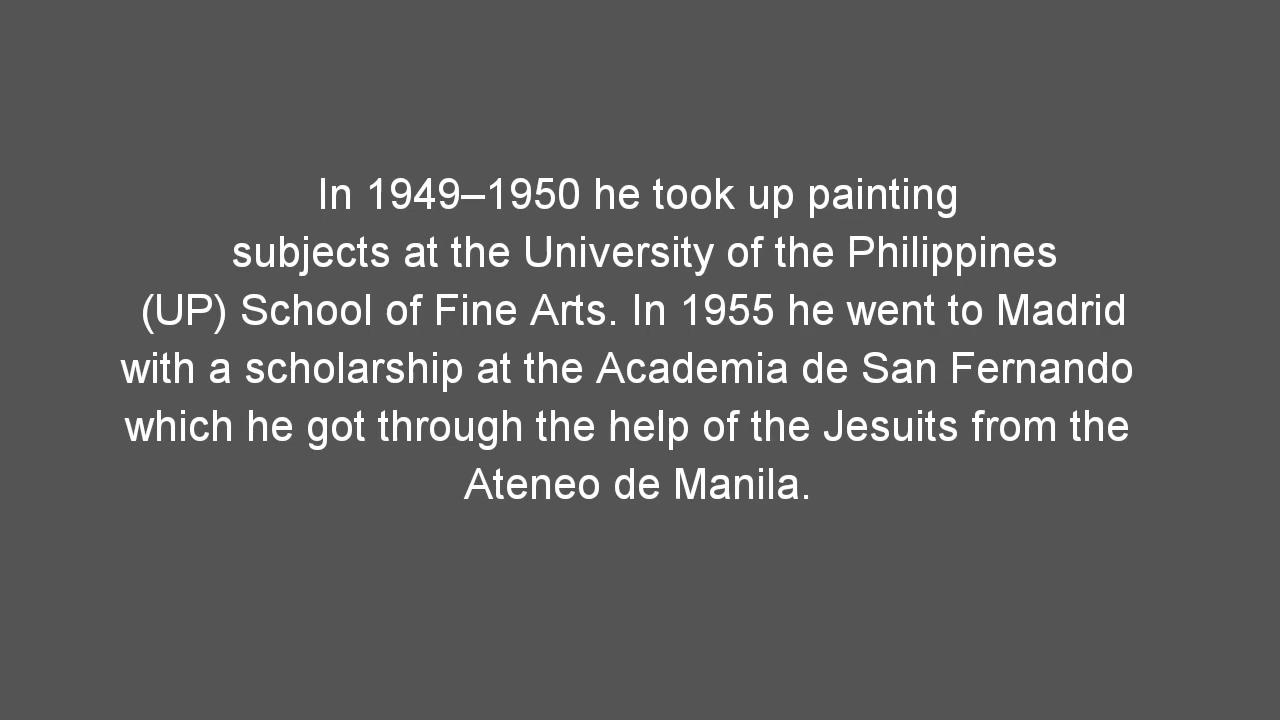 In 1949–1950 he took up painting
subjects at the University of the Philippines
(UP) School of Fine Arts. In 1955 he went to Madrid
with a scholarship at the Academia de San Fernando
which he got through the help of the Jesuits from the
Ateneo de Manila.